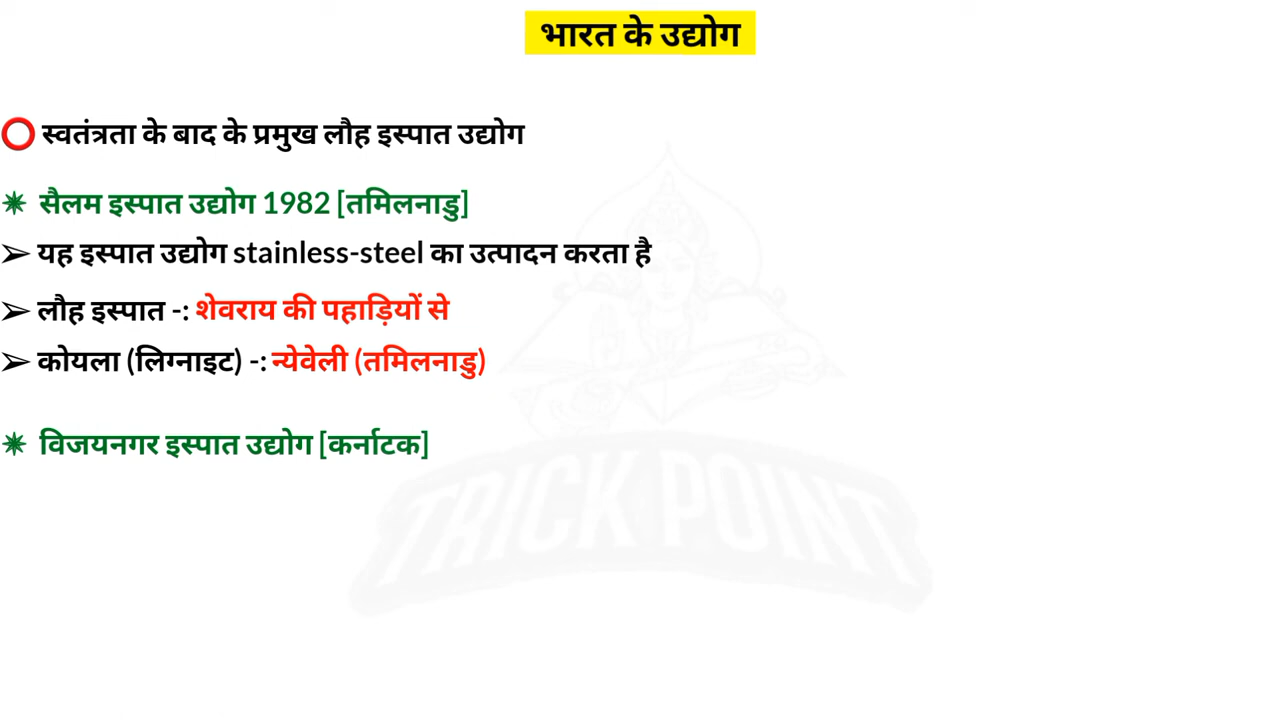 भारत के उद्योग
⭕ स्वतंत्रता के बाद के प्रमुख लौह इस्पात उद्योग
✷ सैलम इस्पात उद्योग 1982 [तमिलनाडु]
➢ यह इस्पात उद्योग stainless-steel का उत्पादन करता है
➢ लौह इस्पात -: शेवराय की पहाड़ियों से
➢ कोयला (लिग्नाइट) -: न्येवेली (तमिलनाडु)
✷ विजयनगर इस्पात उद्योग [कर्नाटक]
TRICK POINT